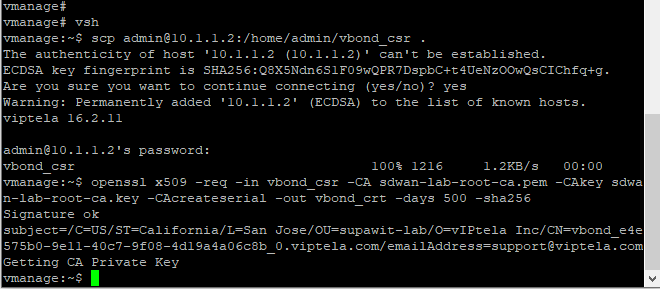 vmanage#
vmanage# vsh
vmanage:~$ scp admin@10.1.1.2:/home/admin/vbond_csr .
The authenticity of host '10.1.1.2 (10.1.1.2)' can't be established.
ECDSA key fingerprint is SHA256:Q8X5Ndn6SlF09wQPR7DspbC+t4UeNzOOwQsCIChfq+g.
Are you sure you want to continue connecting (yes/no)? yes
Warning: Permanently added '10.1.1.2' (ECDSA) to the list of known hosts.
viptela 16.2.11
admin@10.1.1.2's password:
vbond_csr 100% 1216 1.2KB/s 00:00
vmanage:~$ openssl x509 -req -in vbond_csr -CA sdwan-lab-root-ca.pem -CAkey sdwa
n-lab-root-ca.key -CAcreateserial -out vbond_crt -days 500 -sha256
Signature ok
subject=/C=US/ST=California/L=San Jose/OU=supawit-lab/O=vIPtela Inc/CN=vbond_e4e
575b0-9e11-40c7-9f08-4d19a4a06c8b_0.viptela.com/emailAddress=support@viptela.com
Getting CA Private Key
vmanage:~$